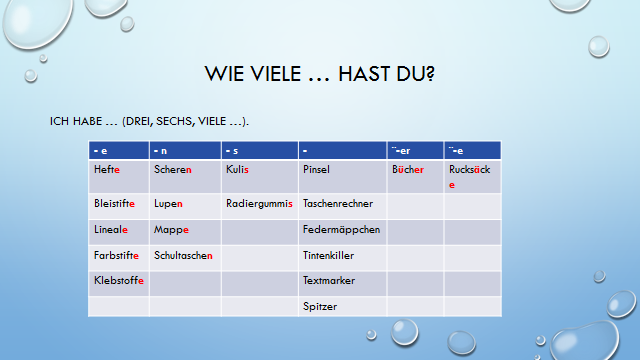 WIE VIELE … HAST DU?
ICH HABE … (DREI, SECHS, VIELE …).
- e - n - s - ¨-er ¨-e
Hefte Scheren Kulis Pinsel Bücher Rucksäck
e
Bleistifte Lupen Radiergummis Taschenrechner
Lineale Mappe Federmäppchen
Farbstifte Schultaschen Tintenkiller
Klebstoffe Textmarker
Spitzer